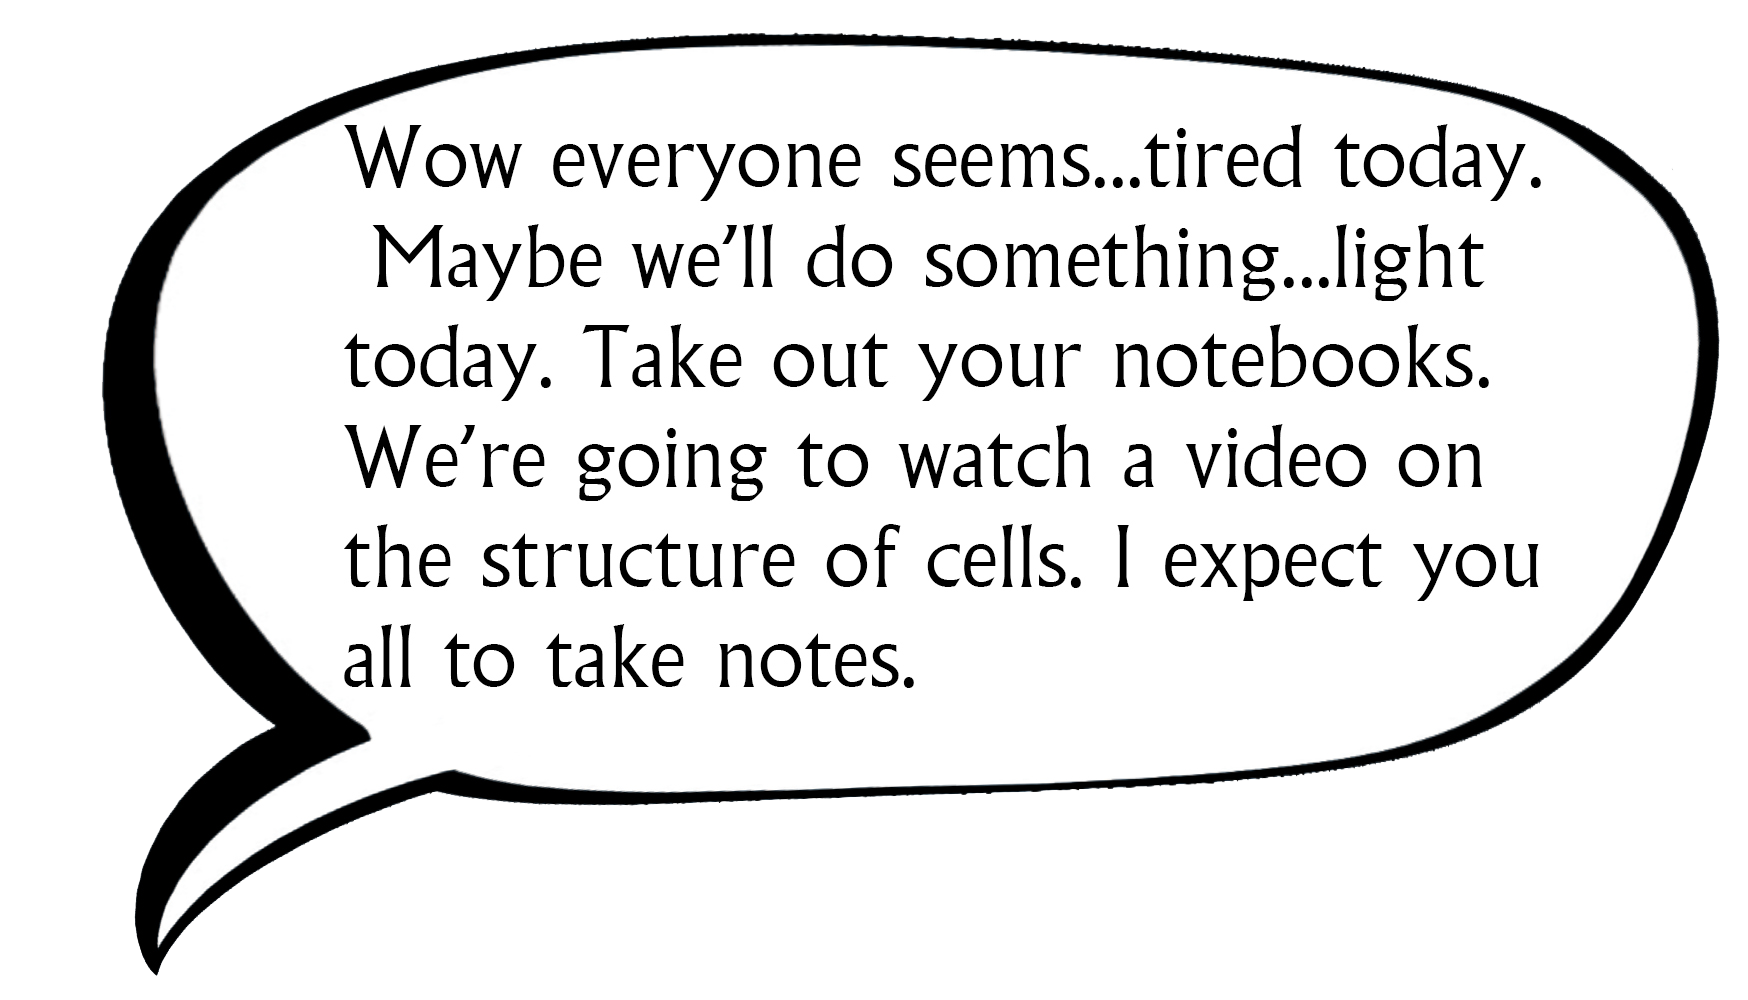 Wow everyone seems...tired today.
Maybe we'll do something...light
today. Take out your notebooks.
We're going to watch a video on
the structure of cells. I expect you
all to take notes.